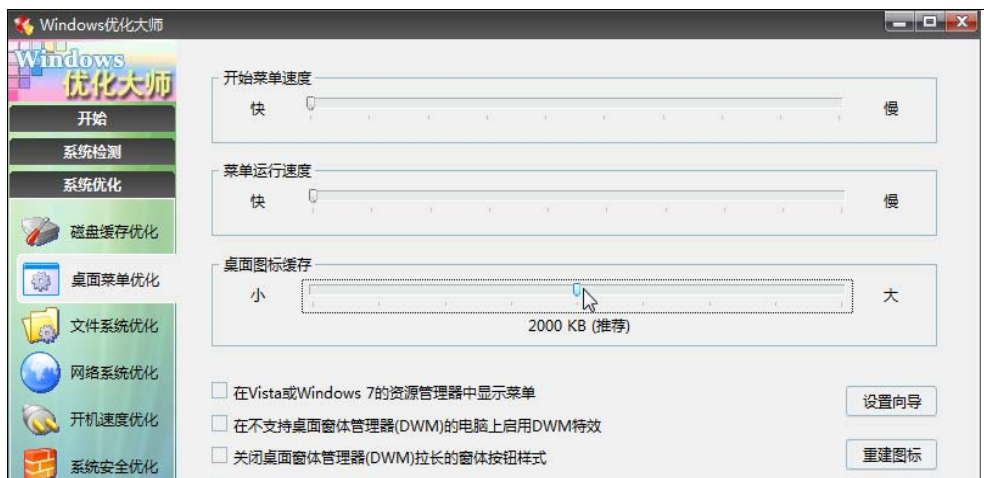 Windows优化大师
Windows
优化大师
开始
系统检测
系统优化
磁盘缓存优化
桌面菜单优化
文件系统优化
网络系统优化
开机速度优化
系统安全优化
开始菜单速度
快 慢
菜单运行速度
快 慢
桌面图标缓存
小 大
2000 KB (推荐)
在Vista或Windows 7的资源管理器中显示菜单
设置向导
在不支持桌面窗体管理器(DWM)的电脑上启用DWM特效
关闭桌面窗体管理器(DWM)拉长的窗体按钮样式
重建图标